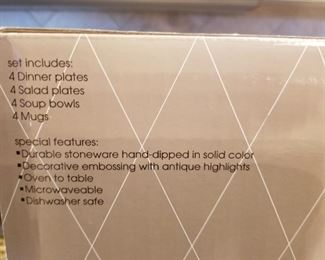 set includes:
4 Dinner plates
4 Salad plates
4 Soup bowls
4 Mugs
special features:
▪Durable stoneware hand-dipped in solid color
▪Decorative embossing with antique highlights
▪Oven to table
▪Microwaveable
▪Dishwasher safe